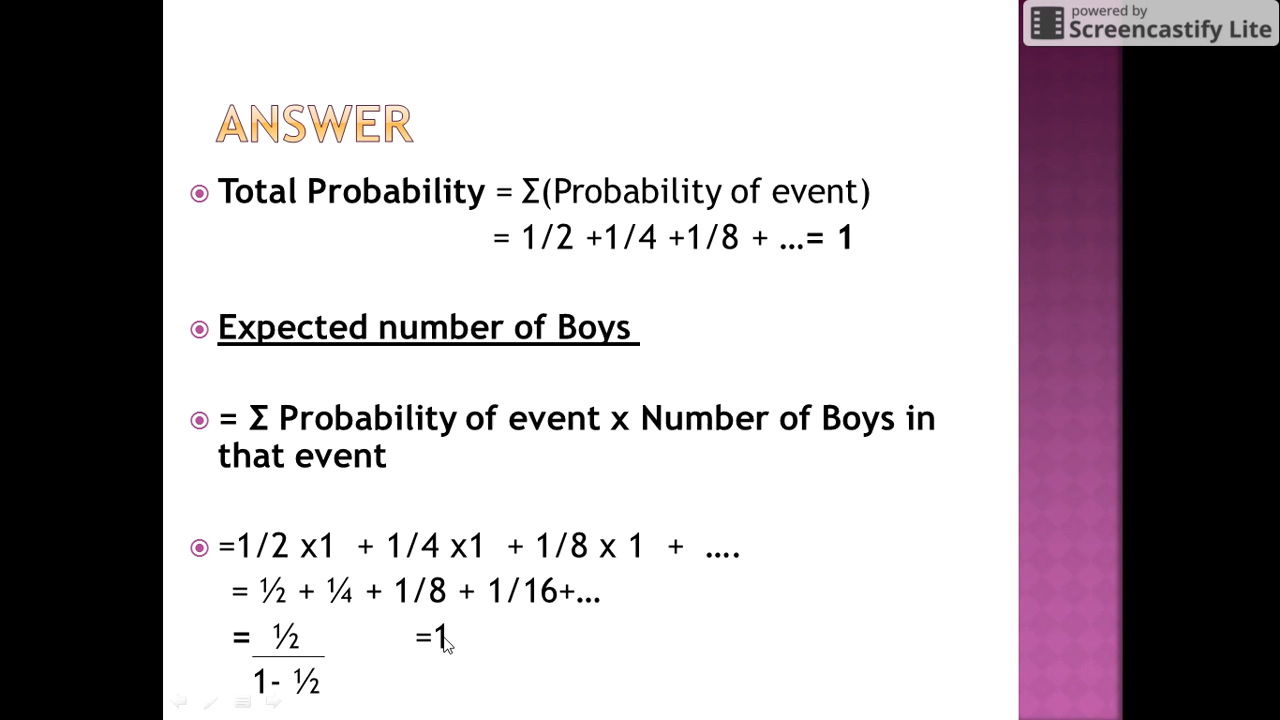 powered by
Screencastify Lite
ANSWER
Total Probability = Σ(Probability of event)
= 1/2 +1/4 +1/8 + …= 1
Expected number of Boys
= Σ Probability of event x Number of Boys in
that event
=1/2 x1 + 1/4 x1 + 1/8 x 1 + ….
= ½ + ¼ + 1/8 + 1/16+…
= ½ =1
1- ½